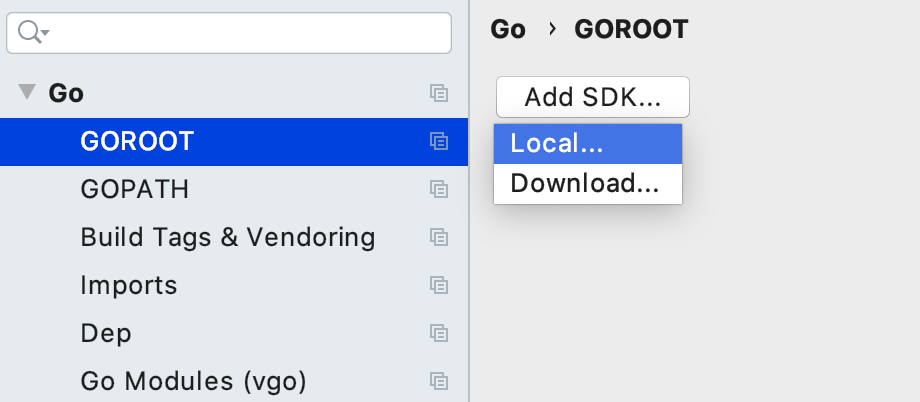 Go
GOROOT
GOPATH
Build Tags & Vendoring
Imports
Dep
Go Modules (vgo)
Go › GOROOT
Add SDK...
Local...
Download...